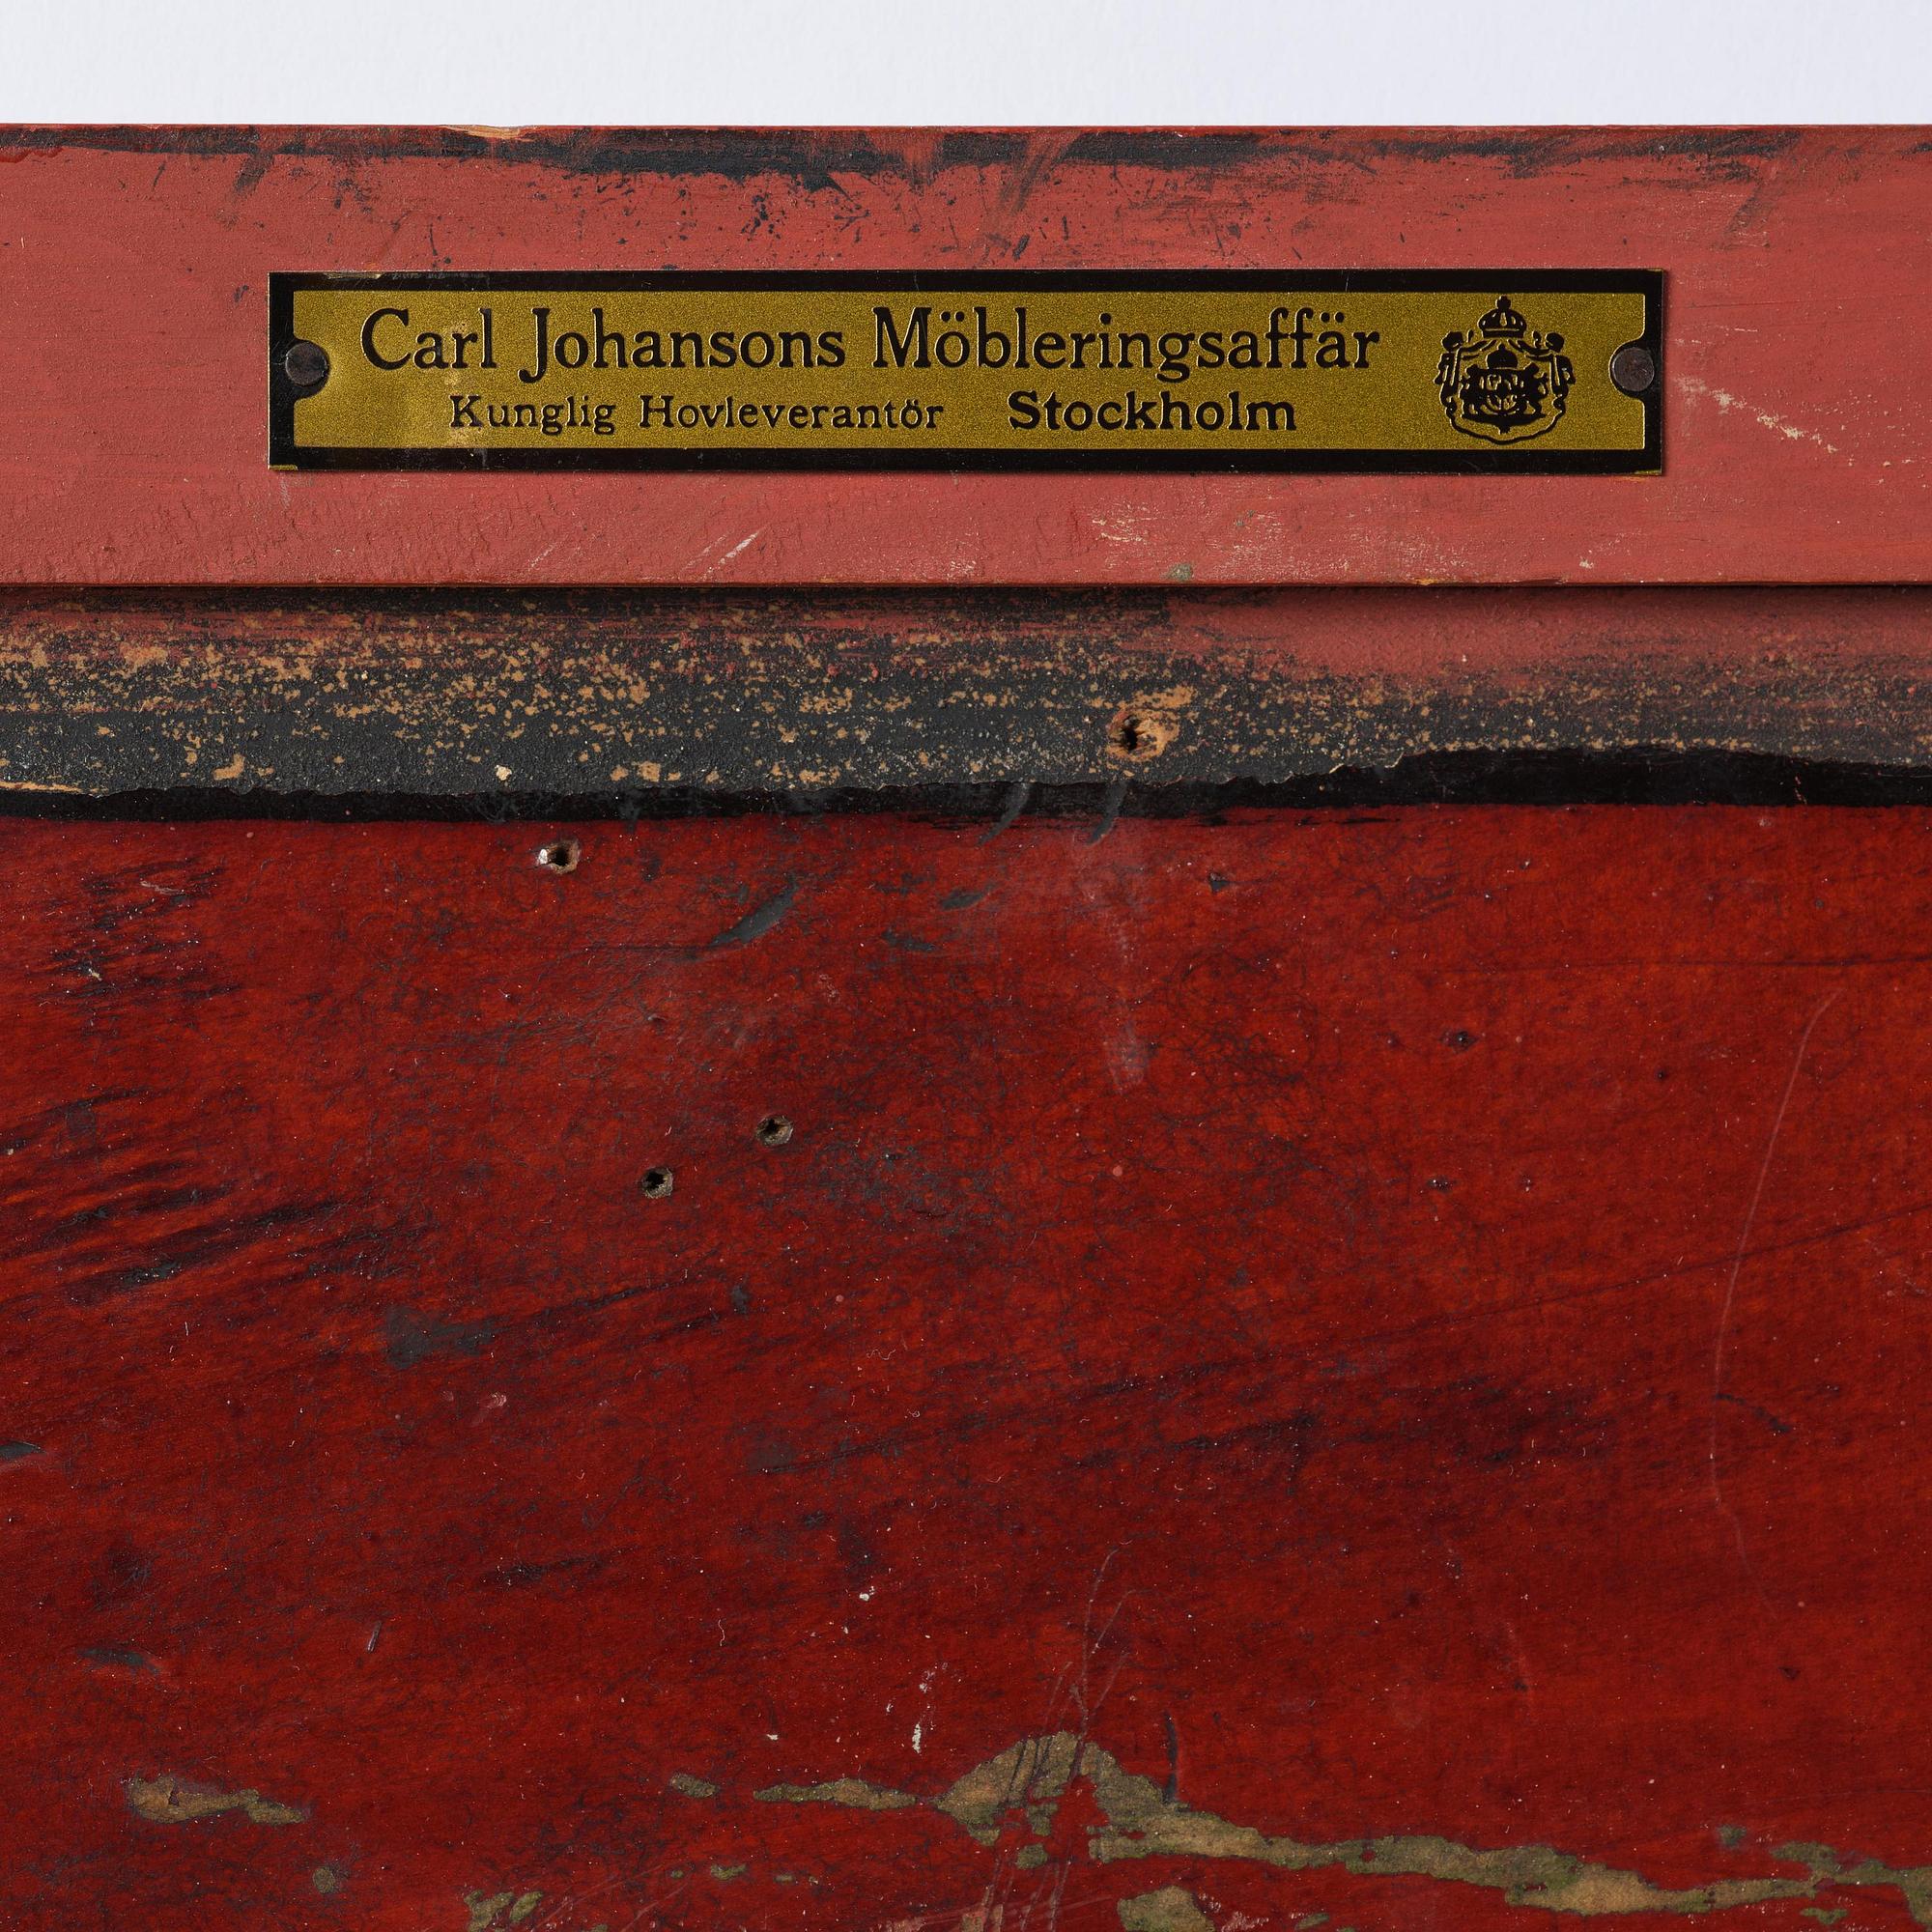 Carl Johansons Möbleringsaffär
Kunglig Hovleverantör Stockholm